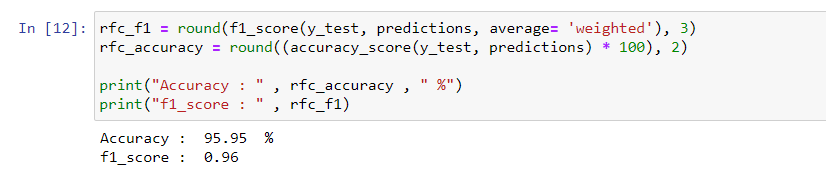 In [12]: rfc_f1 = round(f1_score(y_test, predictions, average= 'weighted'), 3)
rfc_accuracy = round((accuracy_score(y_test, predictions) * 100), 2)
print("Accuracy : " , rfc_accuracy , " %")
print("f1_score : " , rfc_f1)
Accuracy :  95.95  %
f1_score :  0.96